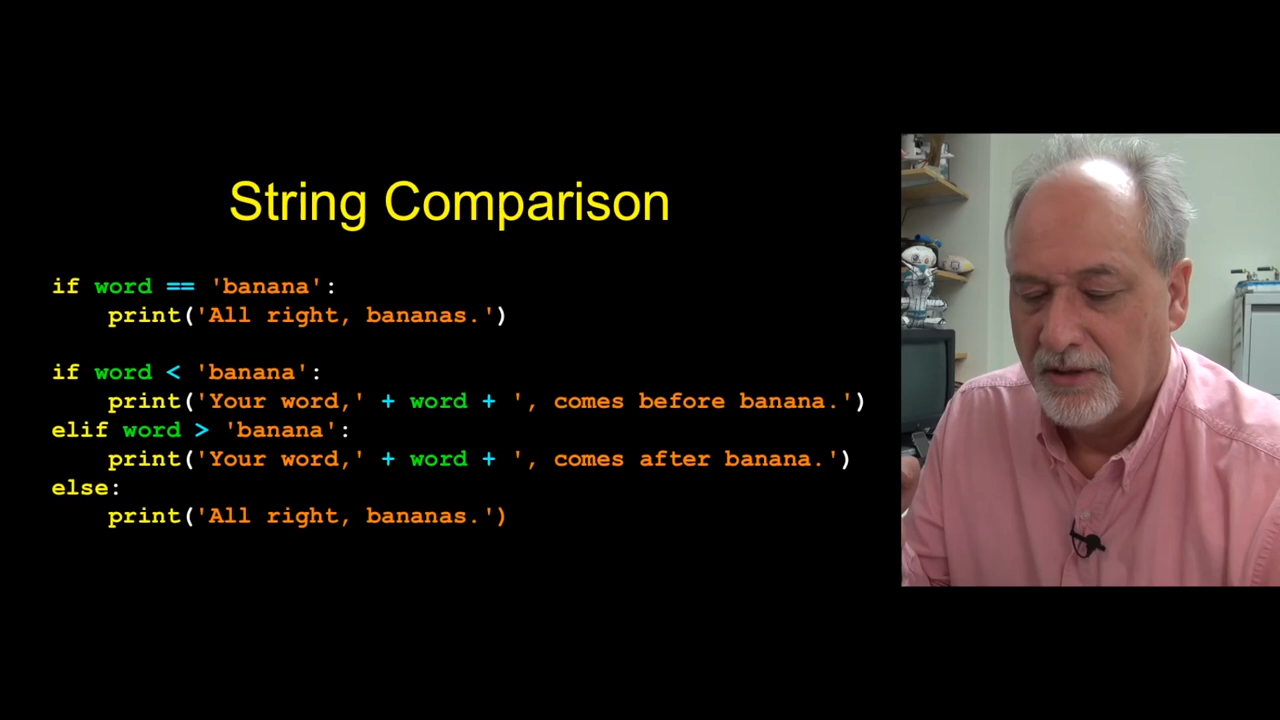 String Comparison
if word == 'banana':
    print('All right, bananas.')
if word < 'banana':
    print('Your word,' + word + ', comes before banana.')
elif word > 'banana':
    print('Your word,' + word + ', comes after banana.')
else:
    print('All right, bananas.')